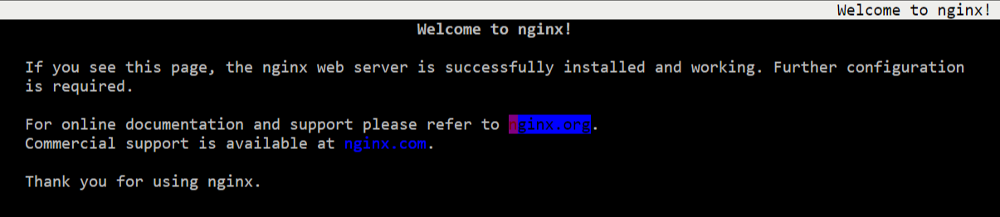 Welcome to nginx!
Welcome to nginx!
If you see this page, the nginx web server is successfully installed and working. Further configuration
is required.
For online documentation and support please refer to nginx.org.
Commercial support is available at nginx.com.
Thank you for using nginx.